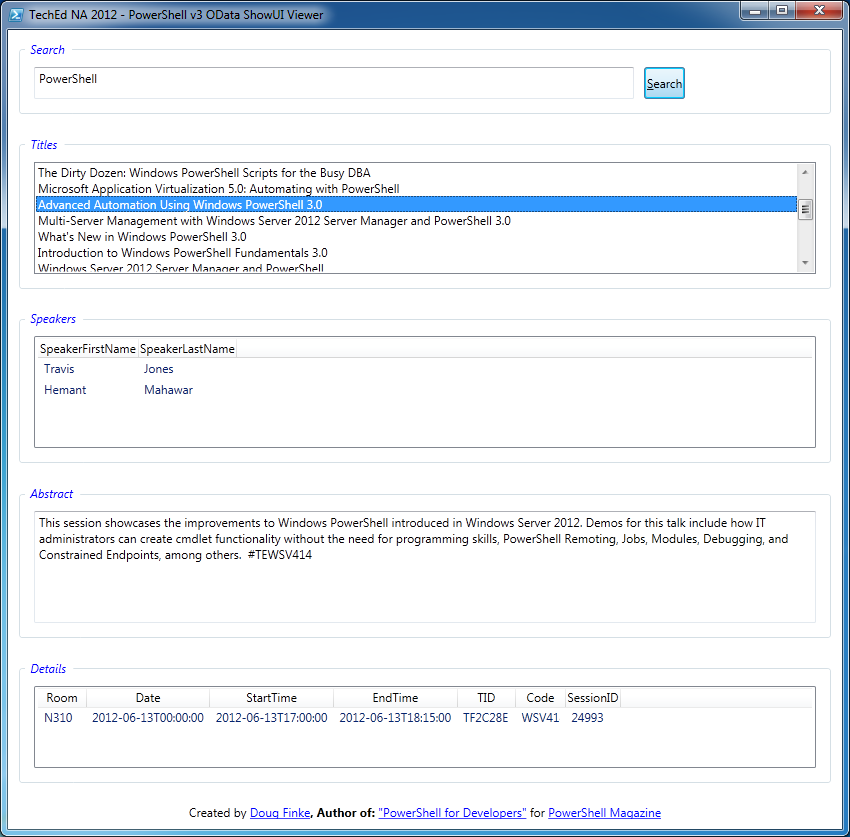 TechEd NA 2012 - PowerShell v3 OData ShowUI Viewer
Search
PowerShell
Search
Titles
The Dirty Dozen: Windows PowerShell Scripts for the Busy DBA
Microsoft Application Virtualization 5.0: Automating with PowerShell
Advanced Automation Using Windows PowerShell 3.0
Multi-Server Management with Windows Server 2012 Server Manager and PowerShell 3.0
What's New in Windows PowerShell 3.0
Introduction to Windows PowerShell Fundamentals 3.0
Windows Server 2012 Server Manager and PowerShell
Speakers
SpeakerFirstName SpeakerLastName
Travis Jones
Hemant Mahawar
Abstract
This session showcases the improvements to Windows PowerShell introduced in Windows Server 2012. Demos for this talk include how IT
administrators can create cmdlet functionality without the need for programming skills, PowerShell Remoting, Jobs, Modules, Debugging, and
Constrained Endpoints, among others.  #TEWSV414
Details
Room Date StartTime EndTime TID Code SessionID
N310 2012-06-13T00:00:00 2012-06-13T17:00:00 2012-06-13T18:15:00 TF2C28E WSV41 24993
Created by Doug Finke, Author of: "PowerShell for Developers" for PowerShell Magazine